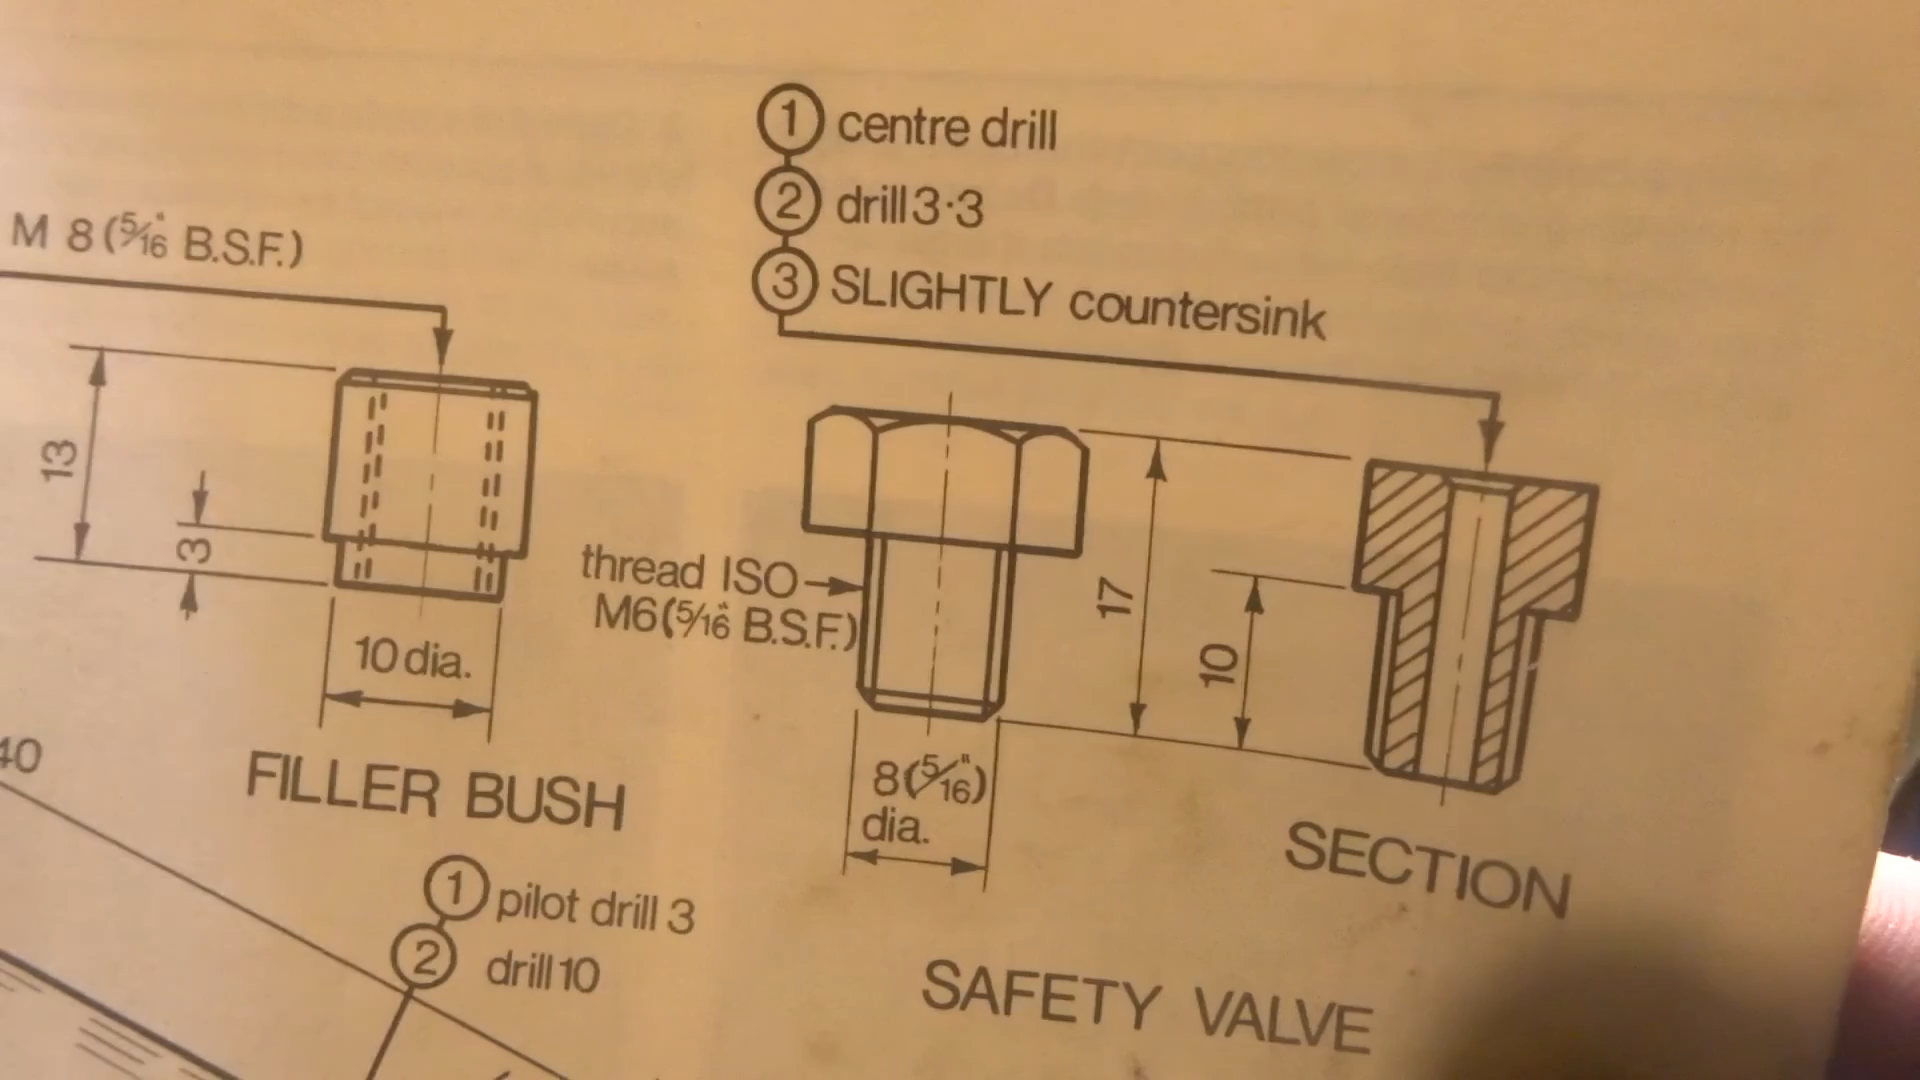 ① centre drill
② drill 3·3
③ SLIGHTLY countersink
M 8 (5/16" B.S.F.)
13
3
10 dia.
FILLER BUSH
thread ISO
M6 (5/16" B.S.F.)
17
10
8 (5/16")
dia.
SECTION
SAFETY VALVE
40
① pilot drill 3
② drill 10